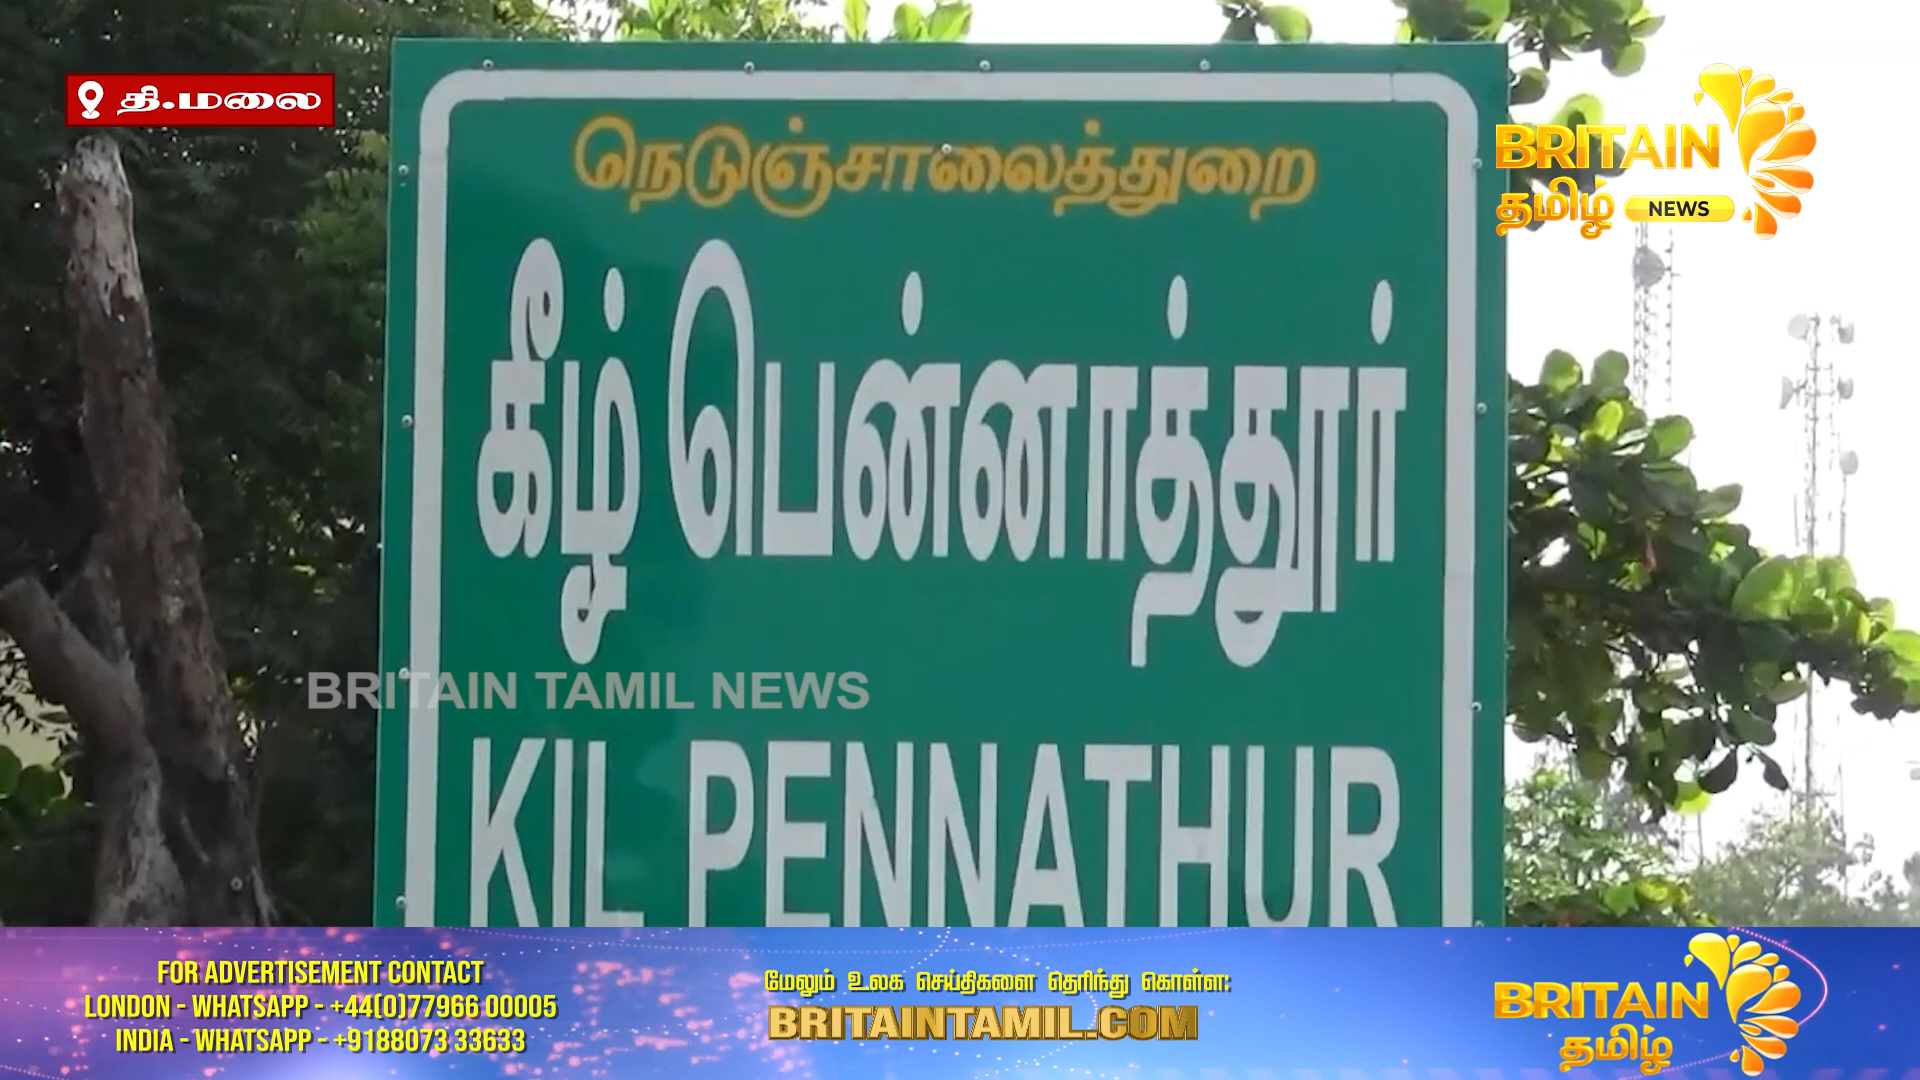 தி.மலை
BRITAIN
தமிழ் NEWS
நெடுஞ்சாலைத்துறை
கீழ் பென்னாத்தூர்
BRITAIN TAMIL NEWS
KIL PENNATHUR
FOR ADVERTISEMENT CONTACT
LONDON - WHATSAPP - +44(0)77966 00005
INDIA - WHATSAPP - +9188073 33633
மேலும் உலக செய்திகளை தெரிந்து கொள்ள:
BRITAINTAMIL.COM
BRITAIN
தமிழ்